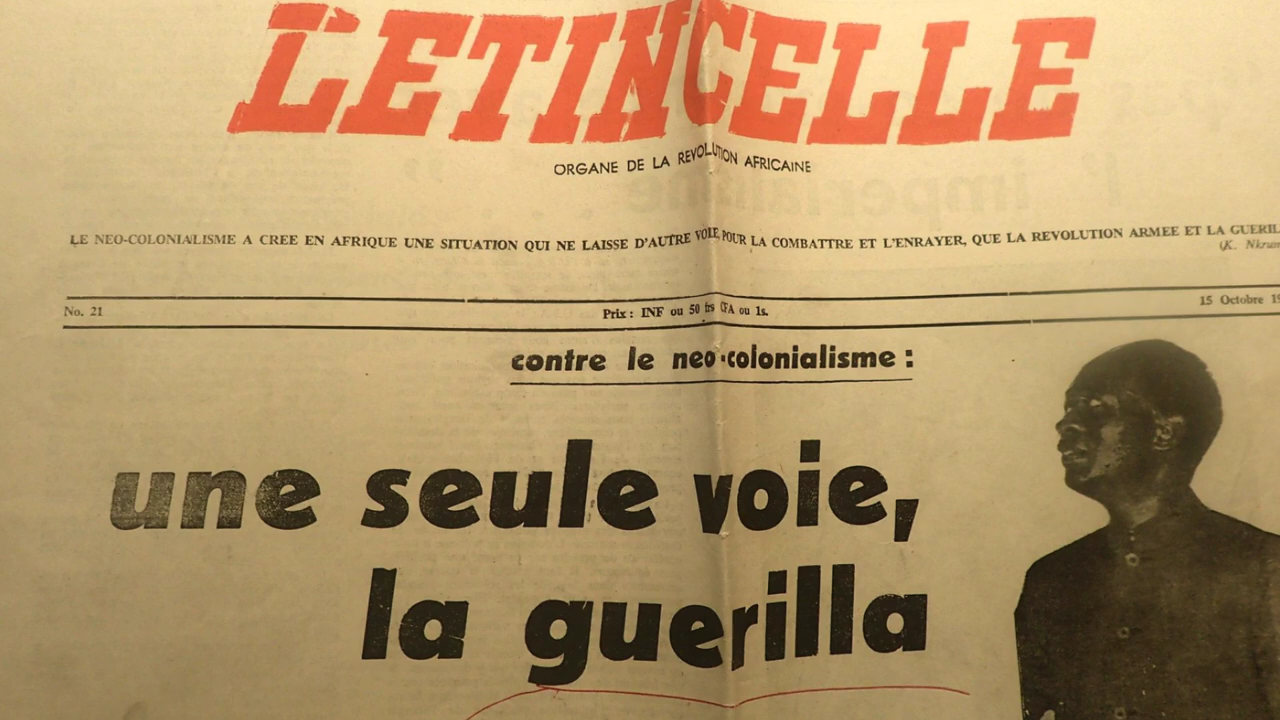 L'ETINCELLE
ORGANE DE LA REVOLUTION AFRICAINE
LE NEO-COLONIALISME A CREE EN AFRIQUE UNE SITUATION QUI NE LAISSE D'AUTRE VOIE, POUR LA COMBATTRE ET L'ENRAYER, QUE LA REVOLUTION ARMEE ET LA GUERIL
(K. Nkrum
No. 21 Prix : 1NF ou 50 frs CFA ou 1s. 15 Octobre 19
contre le neo-colonialisme :
une seule voie,
la guerilla